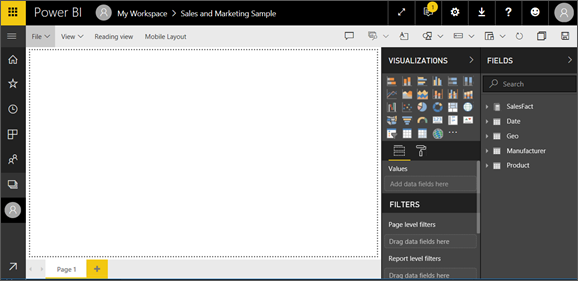 Power BI My Workspace > Sales and Marketing Sample 1 ?
File View Reading view Mobile Layout
VISUALIZATIONS > FIELDS >
Search
SalesFact
Date
Geo
Manufacturer
Product
Values
Add data fields here
FILTERS
Page level filters
Drag data fields here
Report level filters
Drag data fields here
Page 1 +